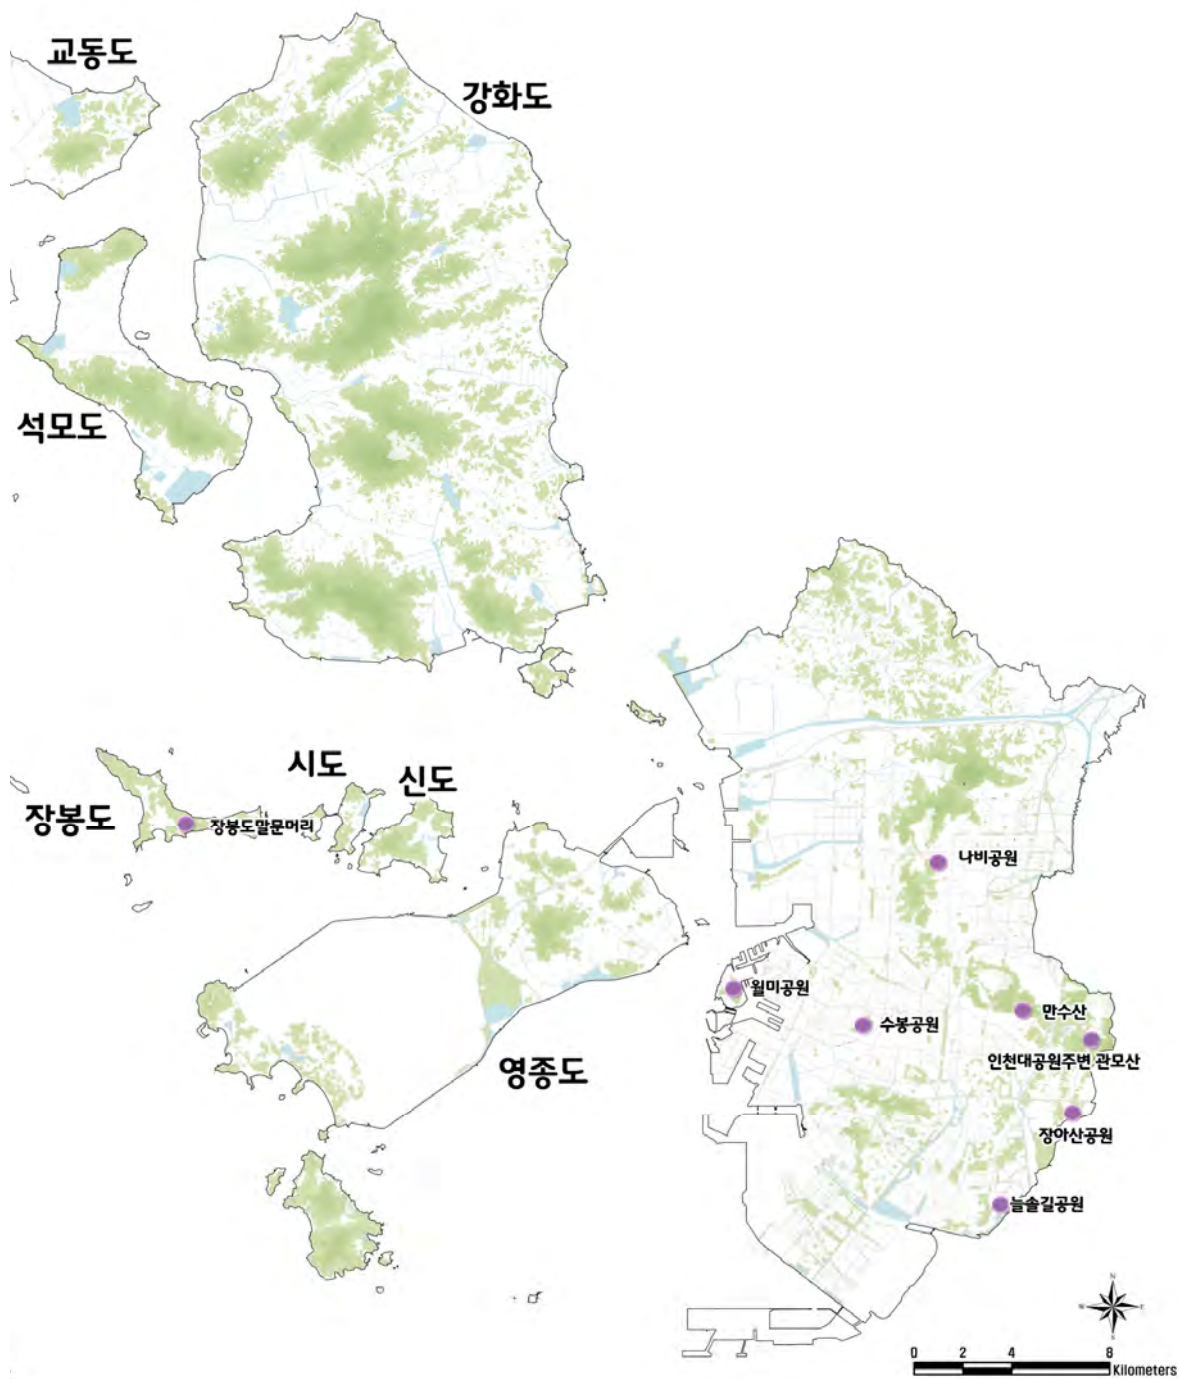 교동도
강화도
석모도
시도
신도
장봉도
장봉도말문머리
나비공원
월미공원
만수산
수봉공원
인천대공원주변 관모산
영종도
장아산공원
늘솔길공원
N
W
E
S
0 2 4 8
Kilometers